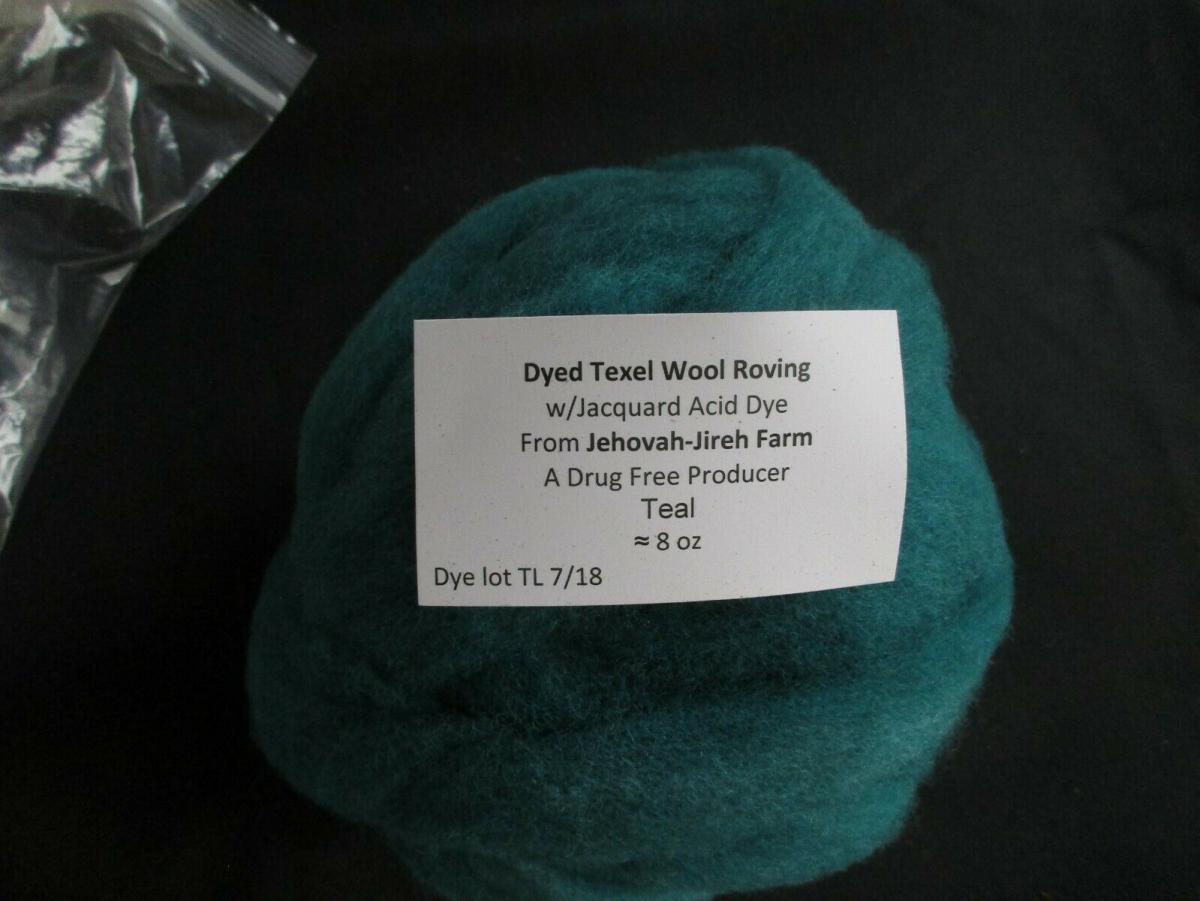 Dyed Texel Wool Roving
w/Jacquard Acid Dye
From Jehovah-Jireh Farm
A Drug Free Producer
Teal
≈ 8 oz
Dye lot TL 7/18